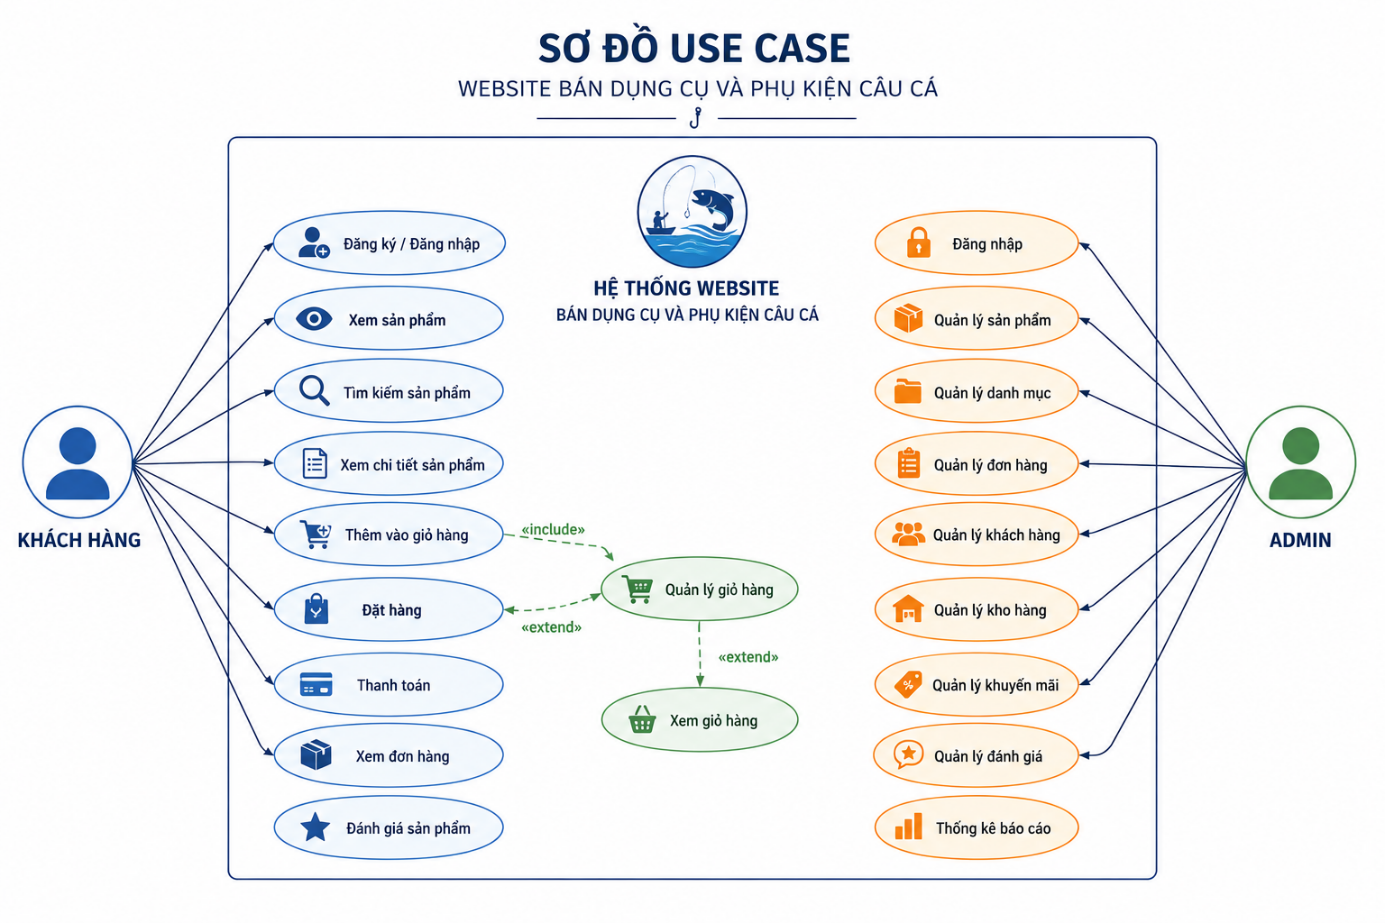 SƠ ĐỒ USE CASE
WEBSITE BÁN DỤNG CỤ VÀ PHỤ KIỆN CÂU CÁ
HỆ THỐNG WEBSITE
BÁN DỤNG CỤ VÀ PHỤ KIỆN CÂU CÁ
KHÁCH HÀNG
Đăng ký / Đăng nhập
Xem sản phẩm
Tìm kiếm sản phẩm
Xem chi tiết sản phẩm
Thêm vào giỏ hàng
Đặt hàng
Thanh toán
Xem đơn hàng
Đánh giá sản phẩm
«include»
Quản lý giỏ hàng
«extend»
«extend»
Xem giỏ hàng
Đăng nhập
Quản lý sản phẩm
Quản lý danh mục
Quản lý đơn hàng
Quản lý khách hàng
Quản lý kho hàng
Quản lý khuyến mãi
Quản lý đánh giá
Thống kê báo cáo
ADMIN